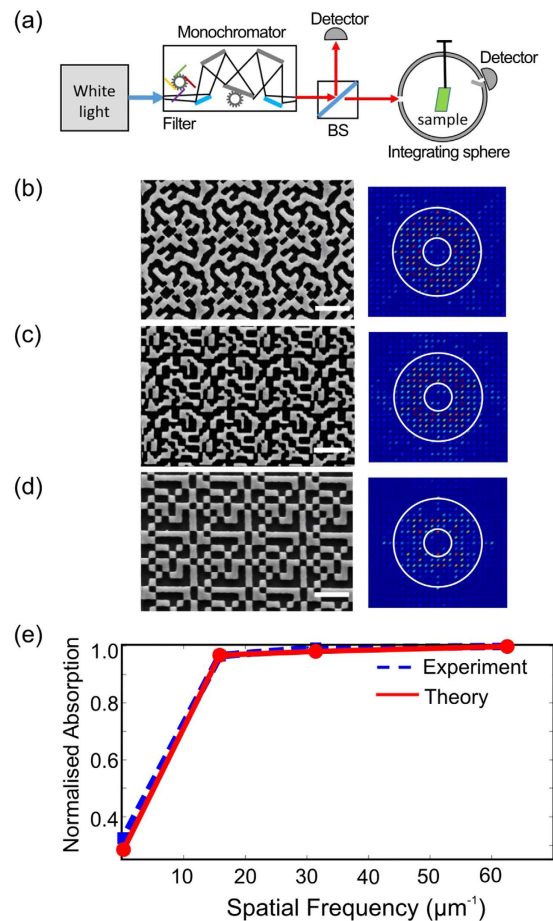 (a)
Monochromator
Detector
Detector
White
light
Filter
BS
sample
Integrating sphere
(b)
(c)
(d)
(e)
Normalised Absorption
1.0
0.8
0.6
0.4
Experiment
Theory
10 20 30 40 50 60
Spatial Frequency (µm⁻¹)